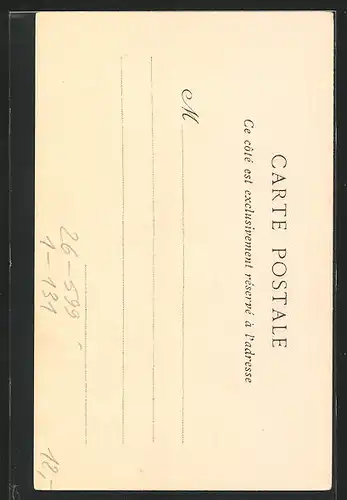 CARTE POSTALE
Ce côté est exclusivement réservé à l'adresse
M
26-599
1-131
12,-